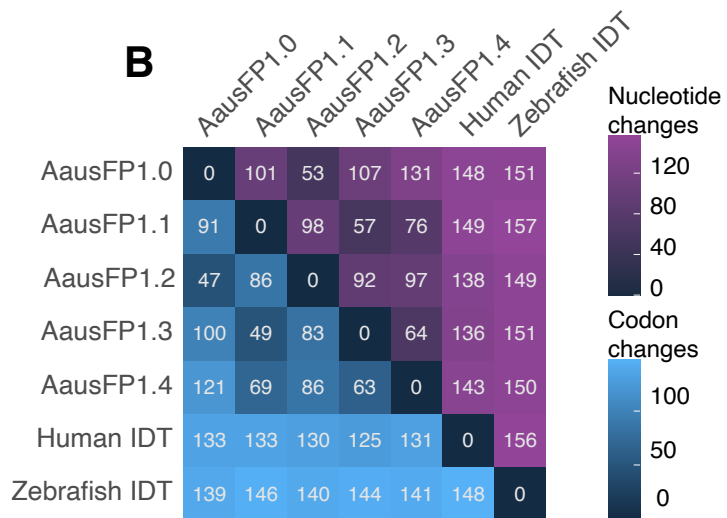 B
AausFP1.0 AausFP1.1 AausFP1.2 AausFP1.3 AausFP1.4 Human IDT Zebrafish IDT
AausFP1.0 0 101 53 107 131 148 151
AausFP1.1 91 0 98 57 76 149 157
AausFP1.2 47 86 0 92 97 138 149
AausFP1.3 100 49 83 0 64 136 151
AausFP1.4 121 69 86 63 0 143 150
Human IDT 133 133 130 125 131 0 156
Zebrafish IDT 139 146 140 144 141 148 0
Nucleotide
changes
120
80
40
0
Codon
changes
100
50
0